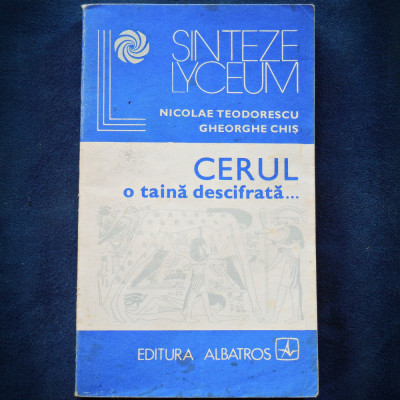 SINTEZE
LYCEUM
NICOLAE TEODORESCU
GHEORGHE CHIȘ
CERUL
o taină descifrată...
EDITURA ALBATROS